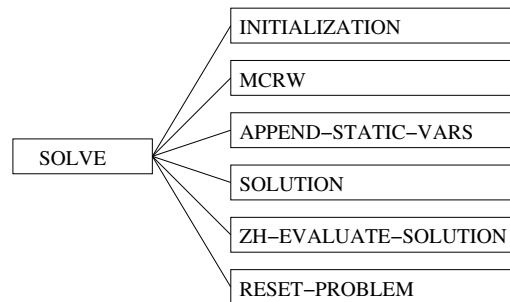 INITIALIZATION
MCRW
APPEND−STATIC−VARS
SOLVE
SOLUTION
ZH−EVALUATE−SOLUTION
RESET−PROBLEM